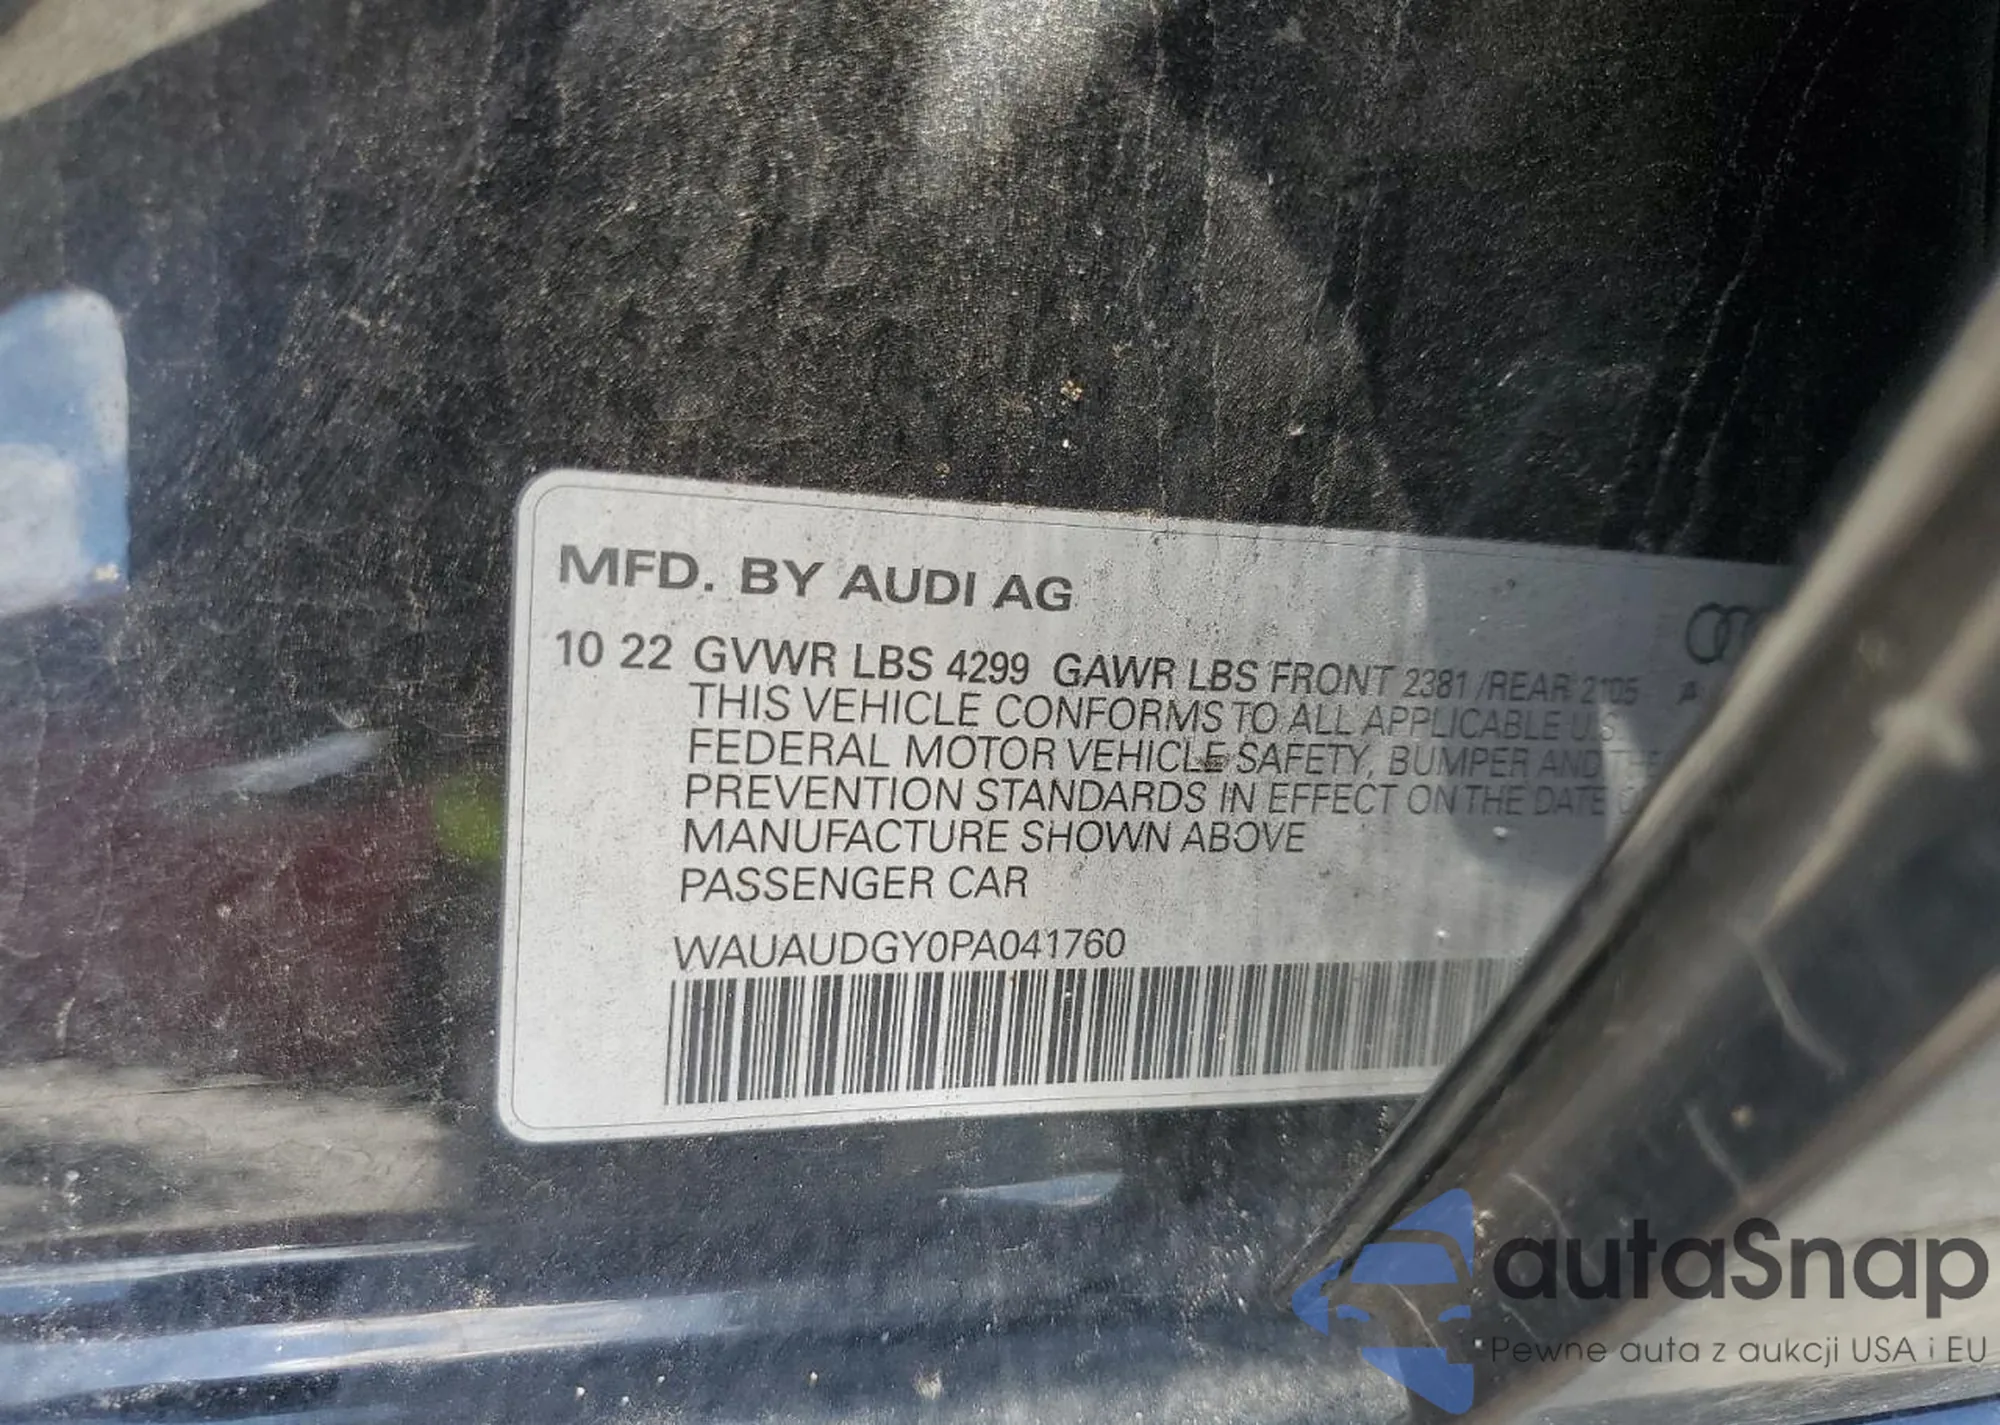 MFD. BY AUDI AG
10 22 GVWR LBS 4299 GAWR LBS FRONT 2381 /REAR 2105
THIS VEHICLE CONFORMS TO ALL APPLICABLE U.S.
FEDERAL MOTOR VEHICLE SAFETY, BUMPER AND
PREVENTION STANDARDS IN EFFECT ON THE DATE
MANUFACTURE SHOWN ABOVE
PASSENGER CAR
WAUAUDGY0PA041760
autaSnap
Pewne auta z aukcji USA i EU